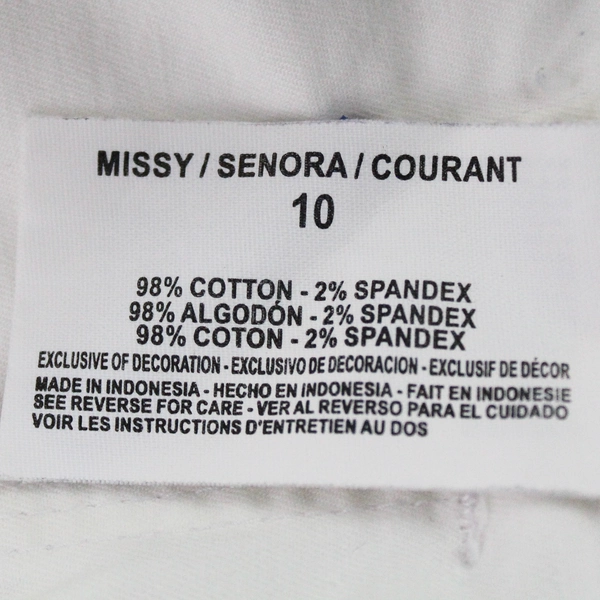 MISSY / SENORA / COURANT
10
98% COTTON - 2% SPANDEX
98% ALGODÓN - 2% SPANDEX
98% COTON - 2% SPANDEX
EXCLUSIVE OF DECORATION - EXCLUSIVO DE DECORACION - EXCLUSIF DE DÉCOR
MADE IN INDONESIA - HECHO EN INDONESIA - FAIT EN INDONESIE
SEE REVERSE FOR CARE - VER AL REVERSO PARA EL CUIDADO
VOIR LES INSTRUCTIONS D'ENTRETIEN AU DOS